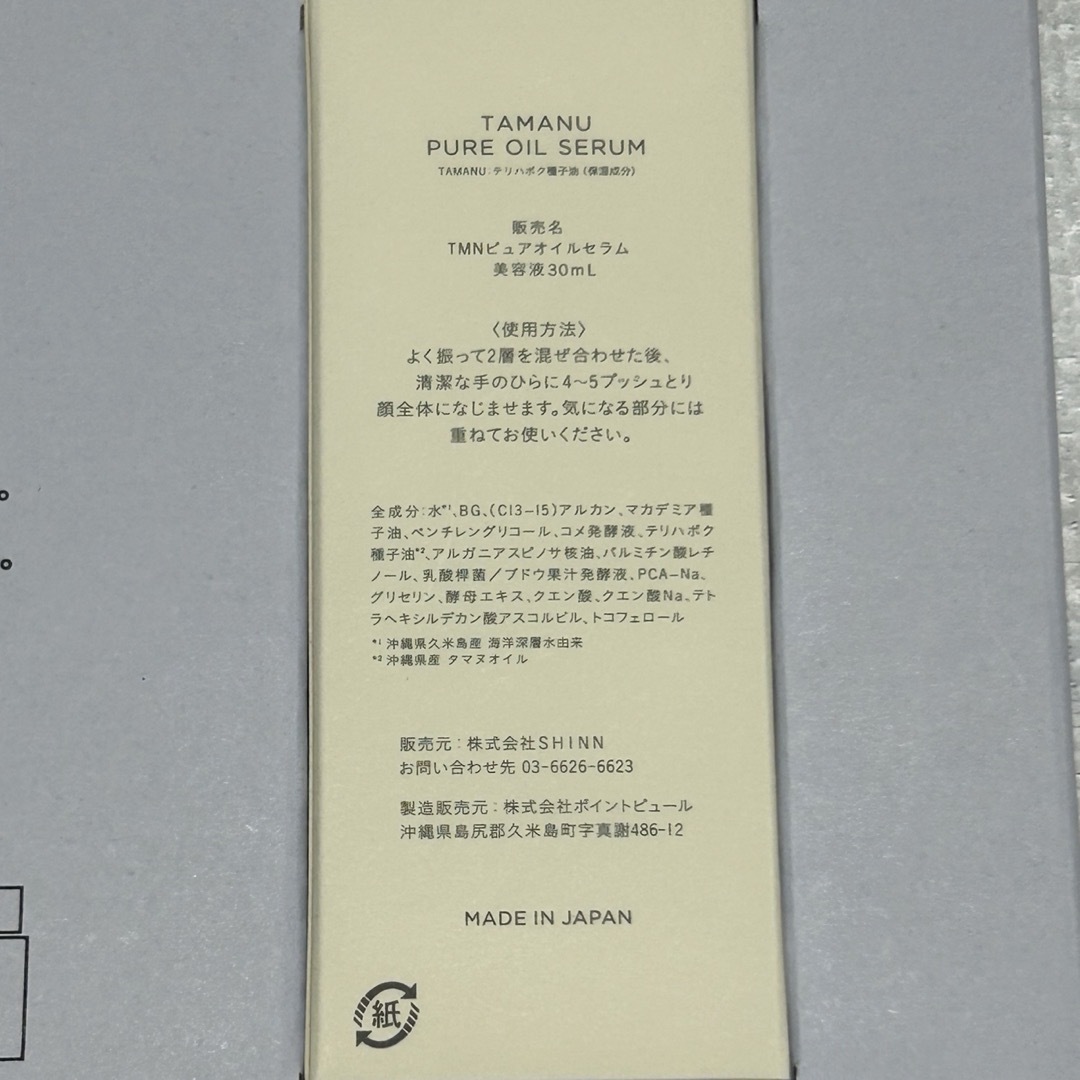 TAMANU
PURE OIL SERUM
TAMANU:テリハボク種子油(保湿成分)
販売名
TMNピュアオイルセラム
美容液30mL
〈使用方法〉
よく振って2層を混ぜ合わせた後、
清潔な手のひらに4〜5プッシュとり
顔全体になじませます。気になる部分には
重ねてお使いください。
全成分:水*1、BG、(C13-15)アルカン、マカデミア種
子油、ペンチレングリコール、コメ発酵液、テリハボク
種子油*2、アルガニアスピノサ核油、パルミチン酸レチ
ノール、乳酸桿菌/ブドウ果汁発酵液、PCA-Na、
グリセリン、酵母エキス、クエン酸、クエン酸Na、テト
ラヘキシルデカン酸アスコルビル、トコフェロール
*1 沖縄県久米島産 海洋深層水由来
*2 沖縄県産 タマヌオイル
販売元:株式会社SHINN
お問い合わせ先 03-6626-6623
製造販売元:株式会社ポイントピュール
沖縄県島尻郡久米島町字真謝486-12
MADE IN JAPAN
紙